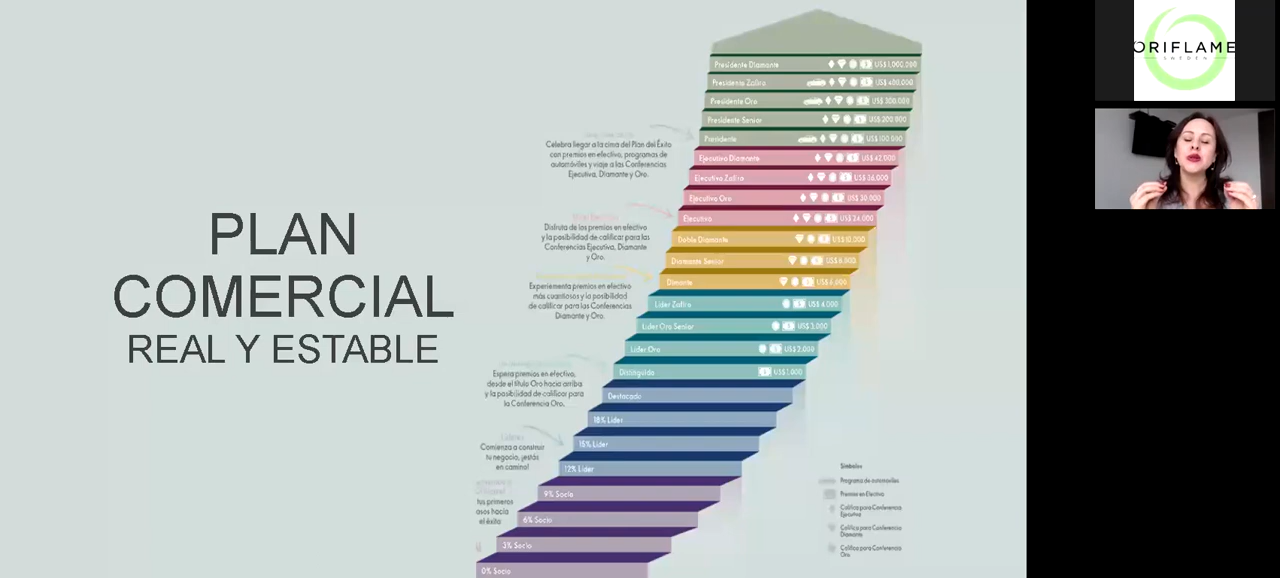 PLAN
COMERCIAL
REAL Y ESTABLE
Presidente Diamante US$ 1,000.000
Presidente Zafiro US$ 400.000
Presidente Oro US$ 300.000
Presidente Senior US$ 200.000
Presidente US$ 100.000
Celebra llegar a la cima del Plan del Éxito
con premios en efectivo, programas de
automóviles y viaje a las Conferencias
Ejecutiva, Diamante y Oro.
Ejecutivo Diamante US$ 42.000
Ejecutivo Zafiro US$ 36.000
Ejecutivo Oro US$ 30.000
Ejecutivo US$ 24.000
Disfruta de los premios en efectivo
y la posibilidad de calificar para las
Conferencias Ejecutiva, Diamante
y Oro.
Doble Diamante US$ 10.000
Diamante Senior US$ 8.000
Dimante US$ 6.000
Experimenta premios en efectivo
más cuantiosos y la posibilidad
de calificar para las Conferencias
Diamante y Oro.
Líder Zafiro US$ 4.000
Líder Oro Senior US$ 3.000
Líder Oro US$ 2.000
Distinguido US$ 1.000
Espera premios en efectivo,
desde el título Oro hacia arriba
y la posibilidad de calificar para
la Conferencia Oro.
Destacado
18% Líder
15% Líder
12% Líder
Líderes
Comienza a construir
tu negocio, ¡estás
en camino!
9% Socio
6% Socio
3% Socio
0% Socio
tus primeros
asos hacia
el éxito
Símbolos
Programa de automóviles
Premios en Efectivo
Califica para Conferencia
Ejecutiva
Califica para Conferencia
Diamante
Califica para Conferencia
Oro
ORIFLAME
SWEDEN